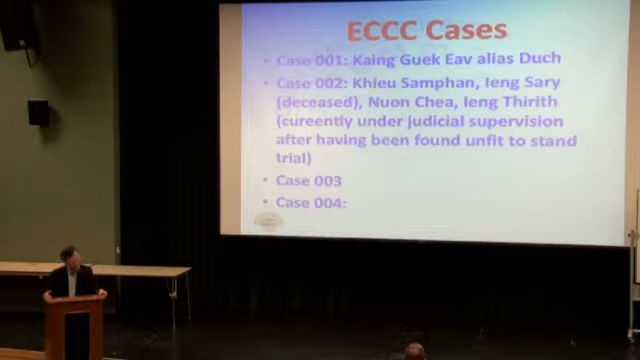 ECCC Cases
• Case 001: Kaing Guek Eav alias Duch
• Case 002: Khieu Samphan, Ieng Sary
(deceased), Nuon Chea, Ieng Thirith
(cureently under judicial supervision
after having been found unfit to stand
trial)
• Case 003
• Case 004: